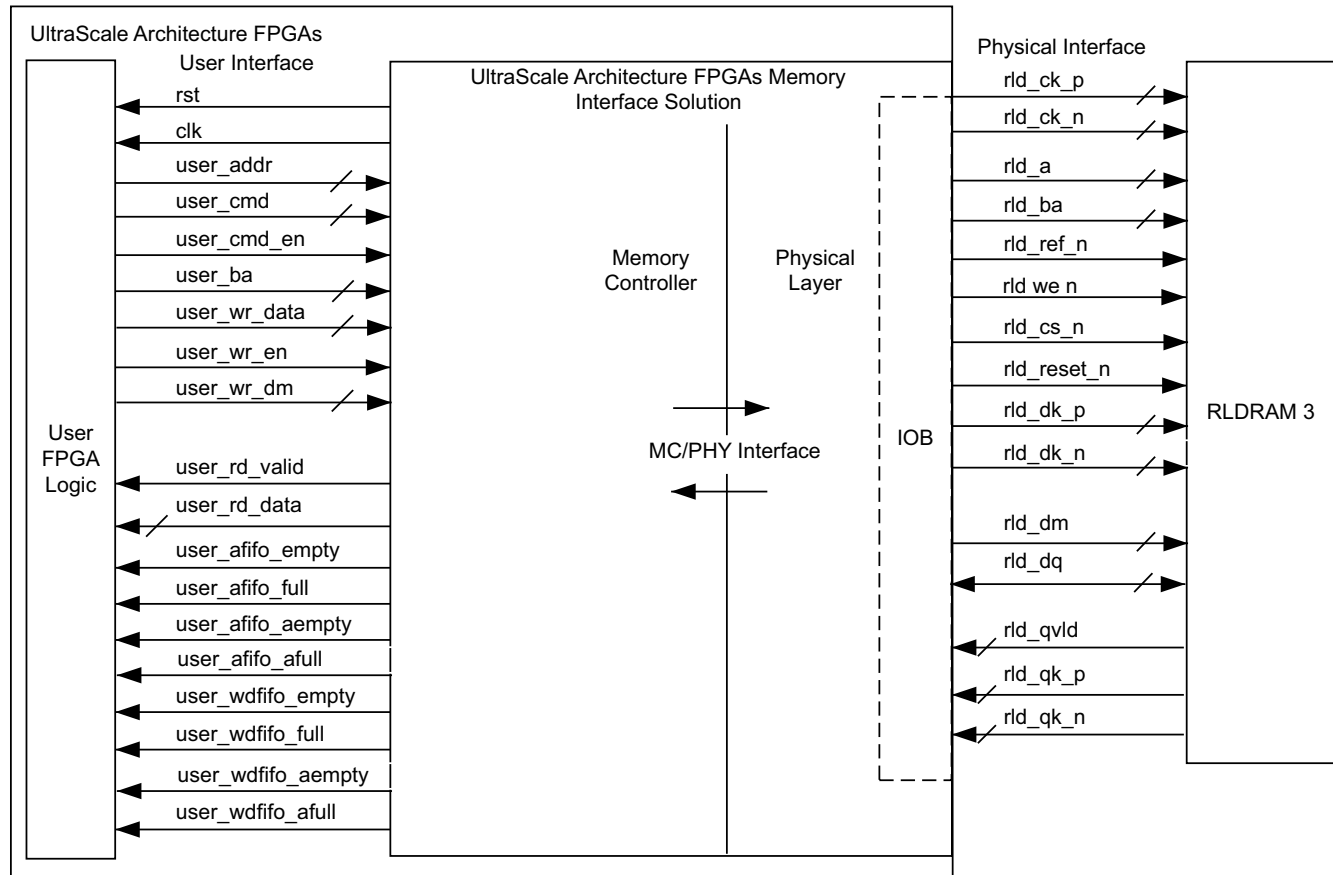 UltraScale Architecture FPGAs
User Interface
Physical Interface
UltraScale Architecture FPGAs Memory
Interface Solution
rst
clk
user_addr
user_cmd
user_cmd_en
user_ba
user_wr_data
user_wr_en
user_wr_dm
User
FPGA
Logic
user_rd_valid
user_rd_data
user_afifo_empty
user_afifo_full
user_afifo_aempty
user_afifo_afull
user_wdfifo_empty
user_wdfifo_full
user_wdfifo_aempty
user_wdfifo_afull
Memory
Controller
Physical
Layer
MC/PHY Interface
IOB
rld_ck_p
rld_ck_n
rld_a
rld_ba
rld_ref_n
rld we n
rld_cs_n
rld_reset_n
rld_dk_p
rld_dk_n
rld_dm
rld_dq
rld_qvld
rld_qk_p
rld_qk_n
RLDRAM 3